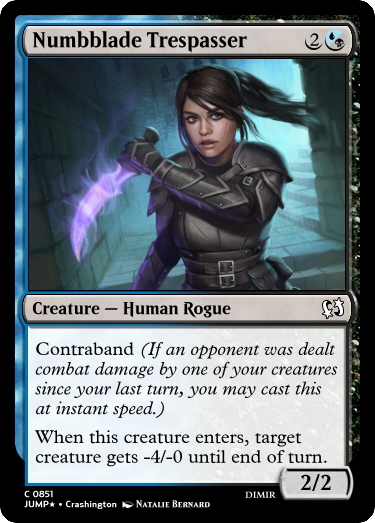 Numbblade Trespasser 2
Creature — Human Rogue
Contraband (If an opponent was dealt
combat damage by one of your creatures
since your last turn, you may cast this
at instant speed.)
When this creature enters, target
creature gets -4/-0 until end of turn.
2/2
C 0851 DIMIR
JUMP★ • Crashington NATALIE BERNARD